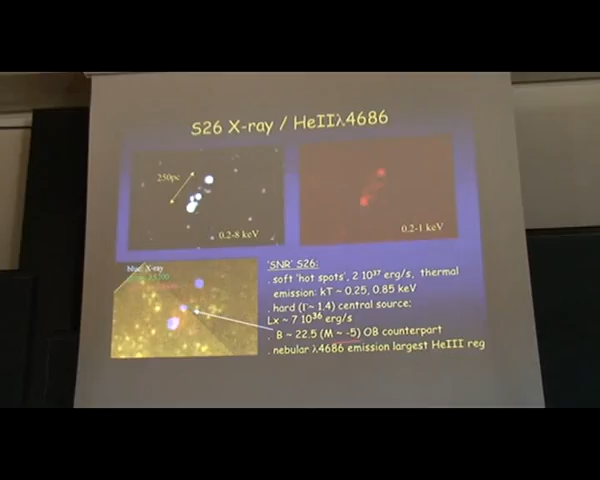 S26 X-ray / HeIIλ4686
250pc
0.2-8 keV
0.2-1 keV
blue: X-ray
'SNR' S26:
. soft 'hot spots', 2 10³⁷ erg/s, thermal
emission: kT ~ 0.25, 0.85 keV
. hard (Γ~ 1.4) central source;
Lx ~ 7 10³⁶ erg/s
. B ~ 22.5 (M ~ -5) OB counterpart
. nebular λ4686 emission largest HeIII reg